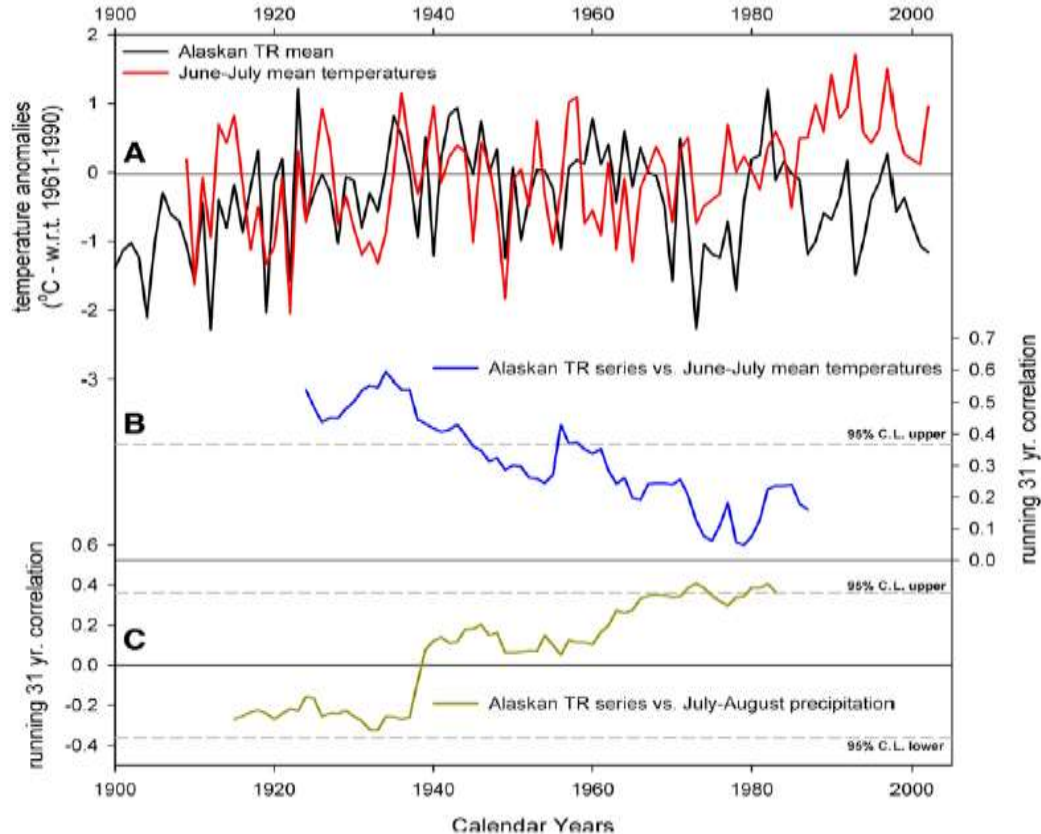 1900 1920 1940 1960 1980 2000
2
1
0
-1
-2
-3
temperature anomalies
(⁰C - w.r.t. 1961-1990)
A
Alaskan TR mean
June-July mean temperatures
0.7
0.6
0.5
0.4
0.3
0.2
0.1
0.0
running 31 yr. correlation
B
Alaskan TR series vs. June-July mean temperatures
95% C.L. upper
0.6
0.4
0.2
0.0
-0.2
-0.4
running 31 yr. correlation
C
95% C.L. upper
Alaskan TR series vs. July-August precipitation
95% C.L. lower
1900 1920 1940 1960 1980 2000
Calendar Years